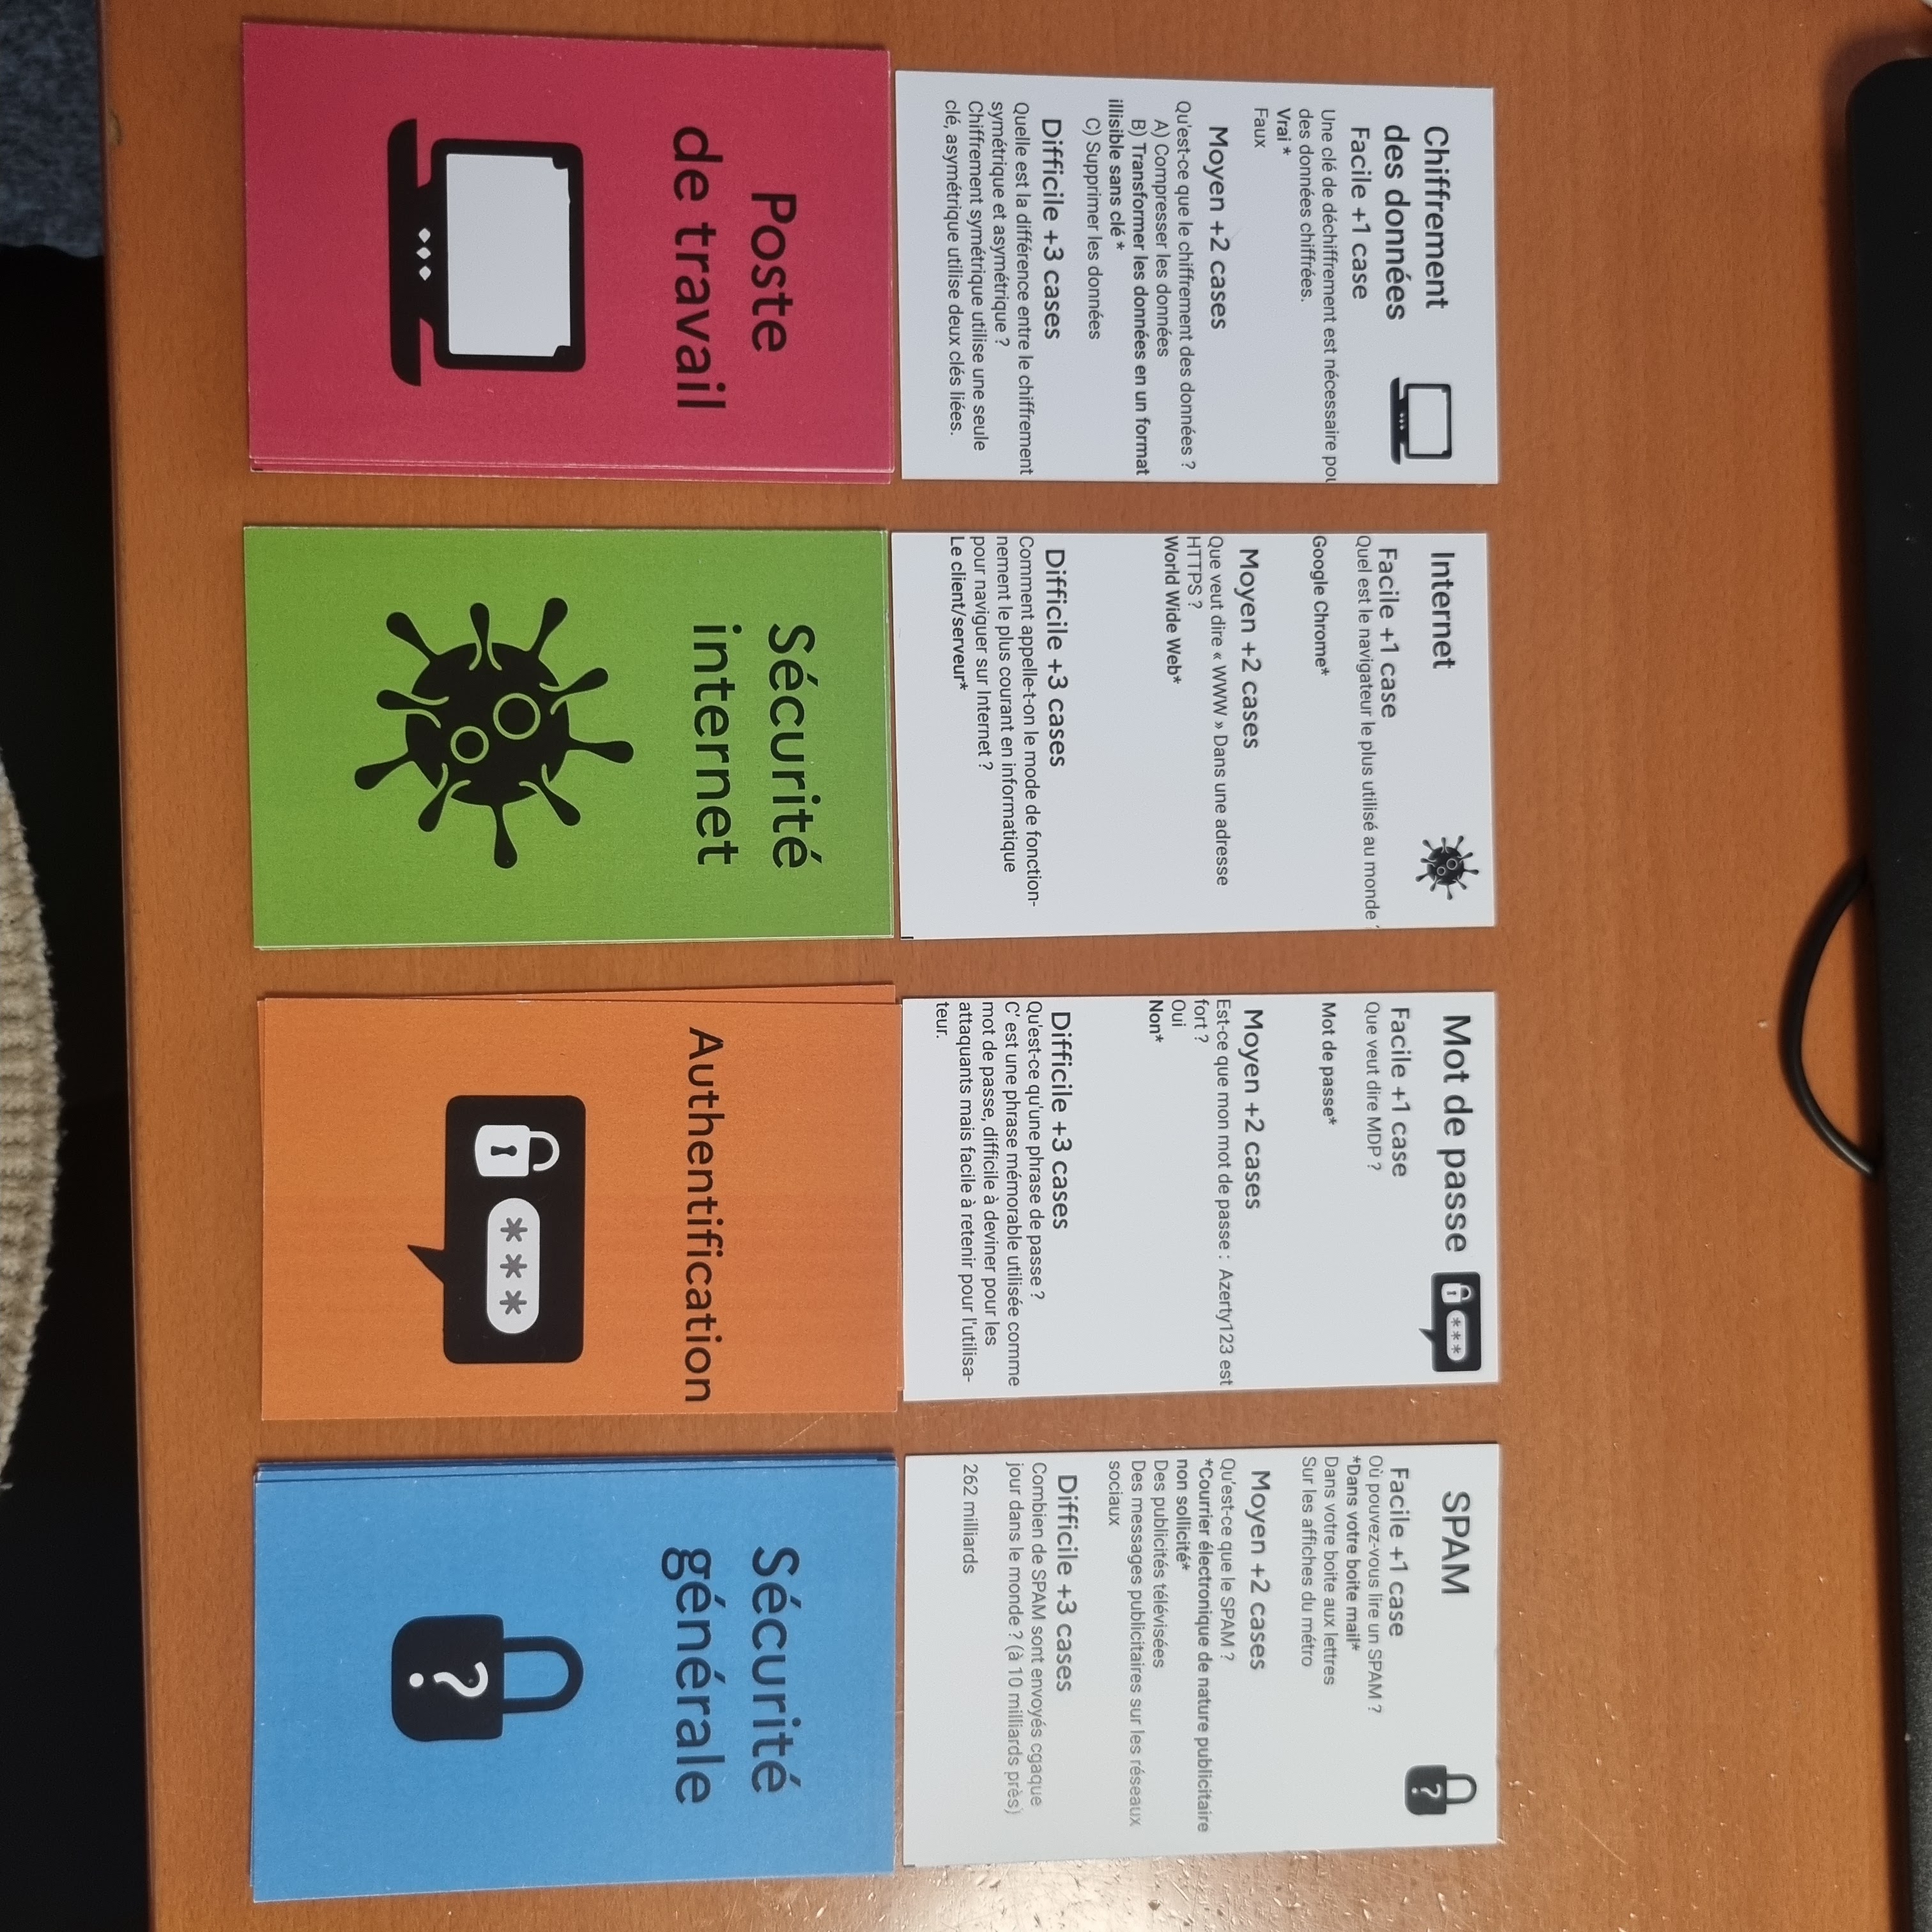 Chiffrement
des données
Facile +1 case
Une clé de déchiffrement est nécessaire
des données chiffrées.
Vrai *
Faux
Moyen +2 cases
Qu'est-ce que le chiffrement des données ?
A) Compresser les données
B) Transformer les données en un format
illisible sans clé *
C) Supprimer les données
Difficile +3 cases
Quelle est la différence entre le chiffrement
symétrique et asymétrique ?
Chiffrement symétrique utilise une seule
clé, asymétrique utilise deux clés liées.
Poste
de travail
Internet
Facile +1 case
Quel est le navigateur le plus utilisé au monde ?
Google Chrome*
Moyen +2 cases
Que veut dire « WWW » Dans une adresse
HTTPS ?
World Wide Web*
Difficile +3 cases
Comment appelle-t-on le mode de fonction-
nement le plus courant en informatique
pour naviguer sur Internet ?
Le client/serveur*
Sécurité
internet
Mot de passe
***
Facile +1 case
Que veut dire MDP ?
Mot de passe*
Moyen +2 cases
Est-ce que mon mot de passe : Azerty123 est
fort ?
Oui
Non*
Difficile +3 cases
Qu'est-ce qu'une phrase de passe ?
C' est une phrase mémorable utilisée comme
mot de passe, difficile à deviner pour les
attaquants mais facile à retenir pour l'utilisa-
teur.
Authentification
***
SPAM
?
Facile +1 case
Où pouvez-vous lire un SPAM ?
*Dans votre boite mail*
Dans votre boite aux lettres
Sur les affiches du métro
Moyen +2 cases
Qu'est-ce que le SPAM ?
*Courrier électronique de nature publicitaire
non sollicité*
Des publicités télévisées
Des messages publicitaires sur les réseaux
sociaux
Difficile +3 cases
Combien de SPAM sont envoyés cgaque
jour dans le monde ? (à 10 milliards près)
262 milliards
Sécurité
générale
?